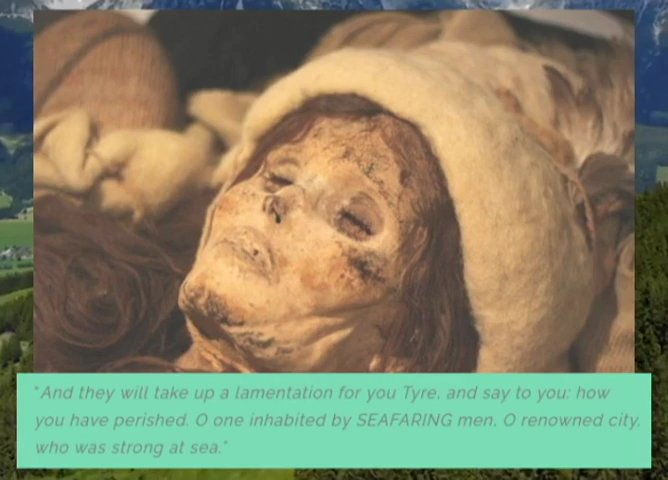 "And they will take up a lamentation for you Tyre, and say to you: how
you have perished. O one inhabited by SEAFARING men, O renowned city,
who was strong at sea."